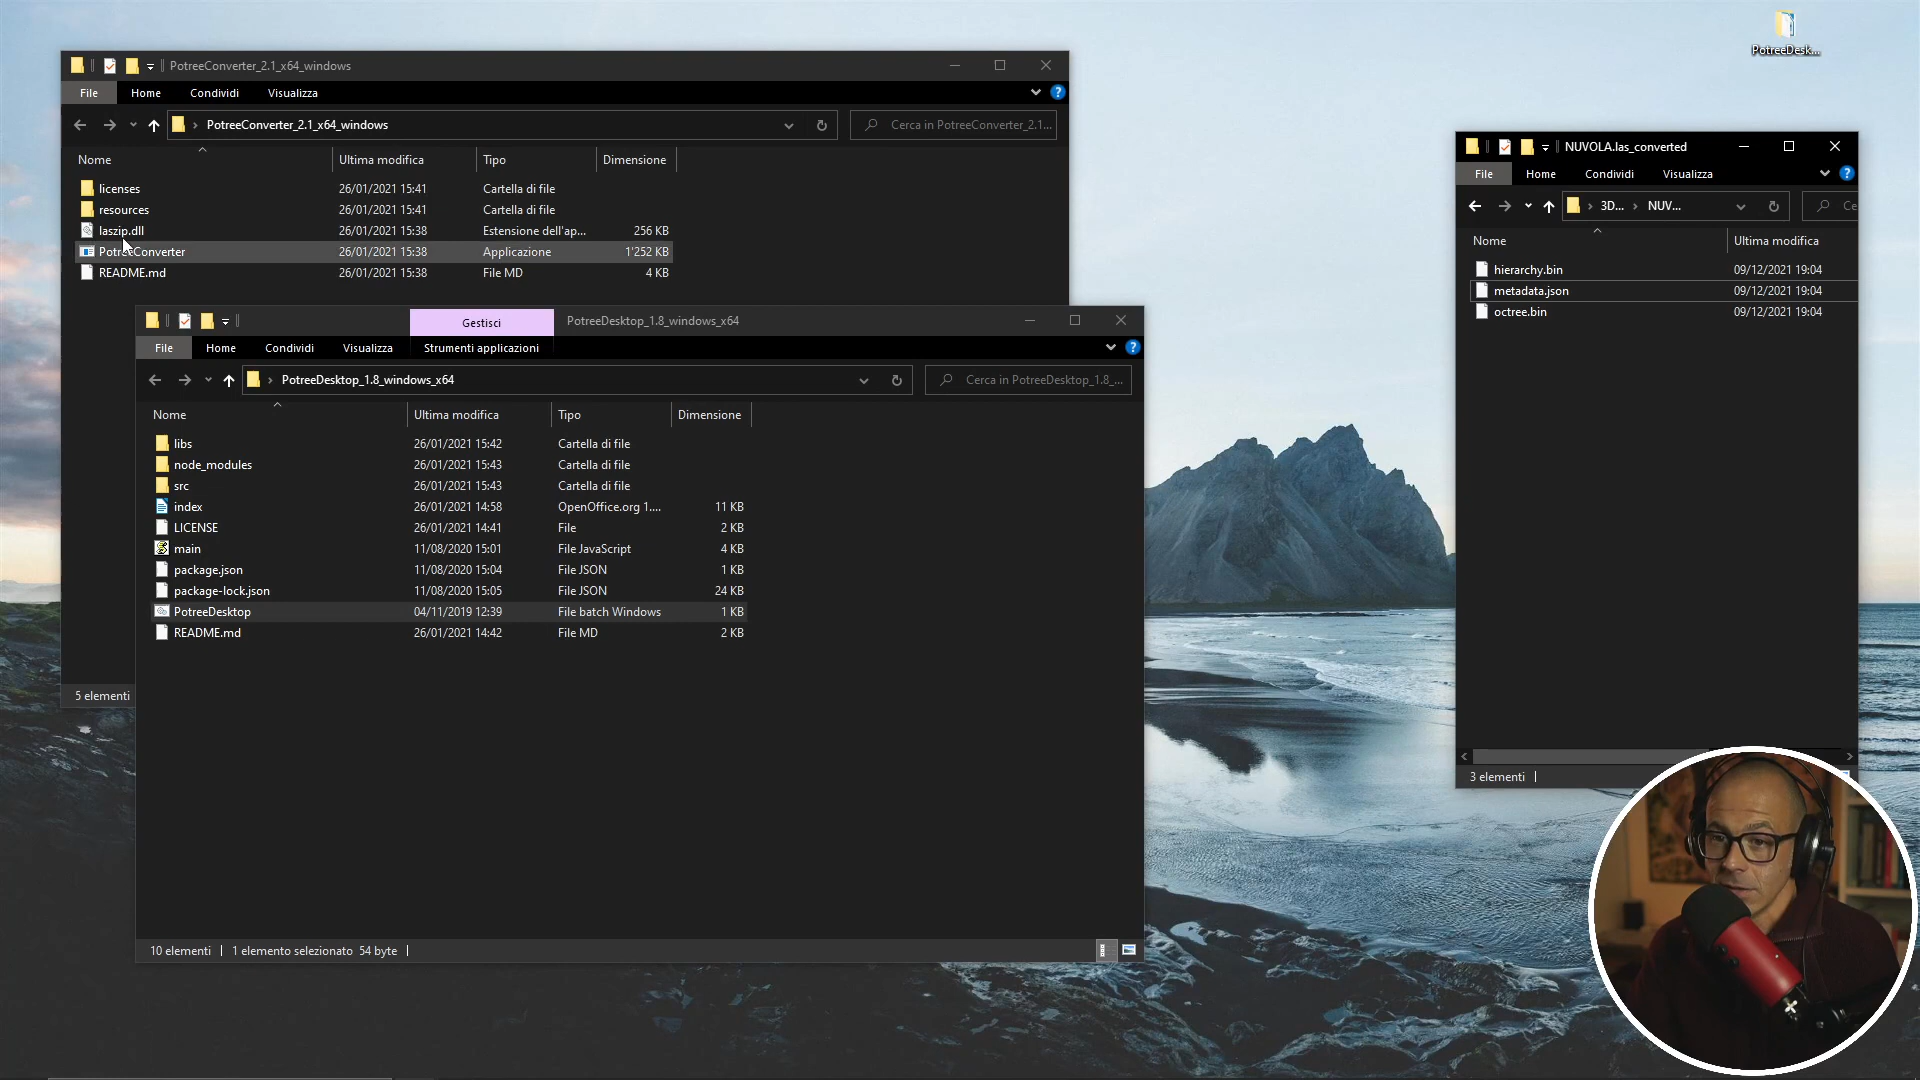 PotreeDesk...
PotreeConverter_2.1_x64_windows
File Home Condividi Visualizza
PotreeConverter_2.1_x64_windows
Cerca in PotreeConverter_2.1...
Nome Ultima modifica Tipo Dimensione
licenses 26/01/2021 15:41 Cartella di file
resources 26/01/2021 15:41 Cartella di file
laszip.dll 26/01/2021 15:38 Estensione dell'ap... 256 KB
PotreeConverter 26/01/2021 15:38 Applicazione 1'252 KB
README.md 26/01/2021 15:38 File MD 4 KB
5 elementi
Gestisci PotreeDesktop_1.8_windows_x64
File Home Condividi Visualizza Strumenti applicazioni
PotreeDesktop_1.8_windows_x64
Cerca in PotreeDesktop_1.8_...
Nome Ultima modifica Tipo Dimensione
libs 26/01/2021 15:42 Cartella di file
node_modules 26/01/2021 15:43 Cartella di file
src 26/01/2021 15:43 Cartella di file
index 26/01/2021 14:58 OpenOffice.org 1.... 11 KB
LICENSE 26/01/2021 14:41 File 2 KB
main 11/08/2020 15:01 File JavaScript 4 KB
package.json 11/08/2020 15:04 File JSON 1 KB
package-lock.json 11/08/2020 15:05 File JSON 24 KB
PotreeDesktop 04/11/2019 12:39 File batch Windows 1 KB
README.md 26/01/2021 14:42 File MD 2 KB
10 elementi 1 elemento selezionato 54 byte
NUVOLA.las_converted
File Home Condividi Visualizza
3D... NUV...
Ce
Nome Ultima modifica
hierarchy.bin 09/12/2021 19:04
metadata.json 09/12/2021 19:04
octree.bin 09/12/2021 19:04
3 elementi